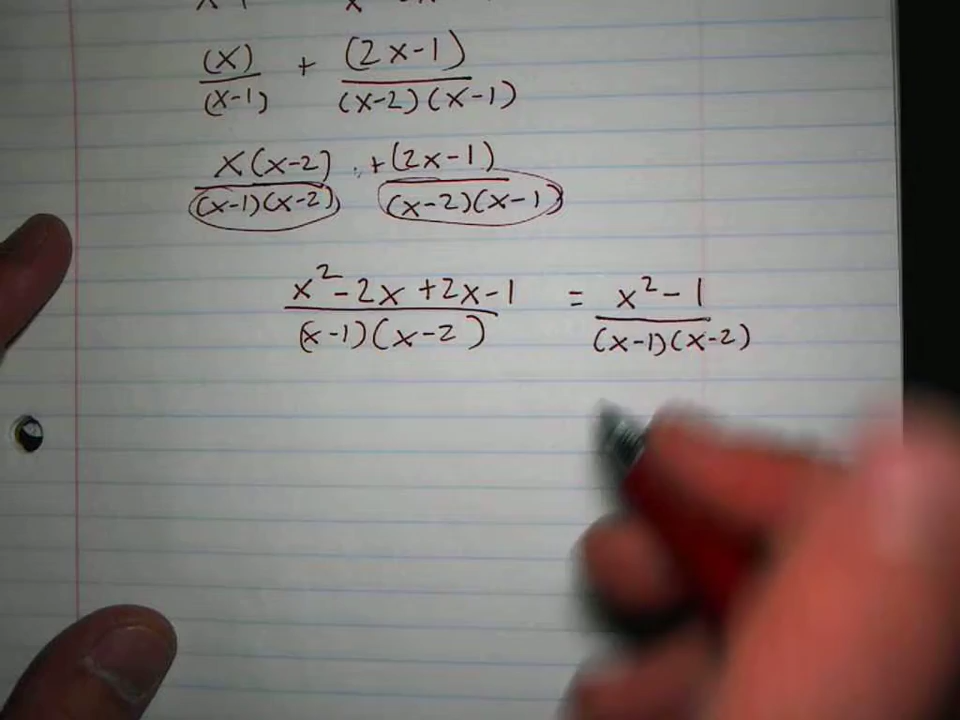 (x)/(x-1) + (2x-1)/(x-2)(x-1)
x(x-2)/(x-1)(x-2) + (2x-1)/(x-2)(x-1)
x²-2x+2x-1/(x-1)(x-2) = x²-1/(x-1)(x-2)